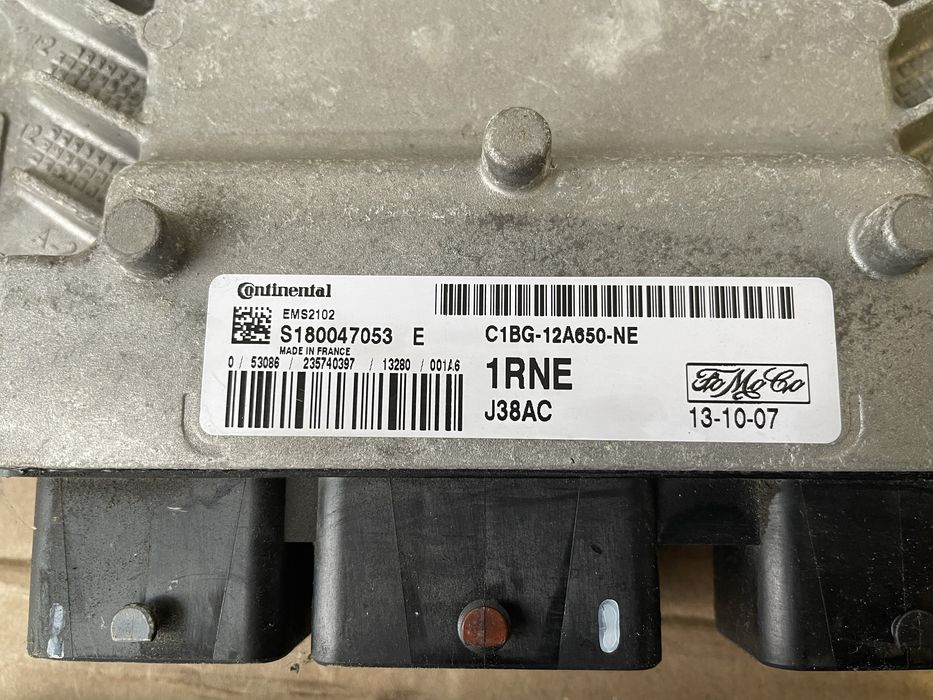 Continental
EMS2102
S180047053 E
MADE IN FRANCE
0 / 53086 / 235740397 / 13280 / 001A6
C1BG-12A650-NE
1RNE
J38AC
FoMoCo
13-10-07